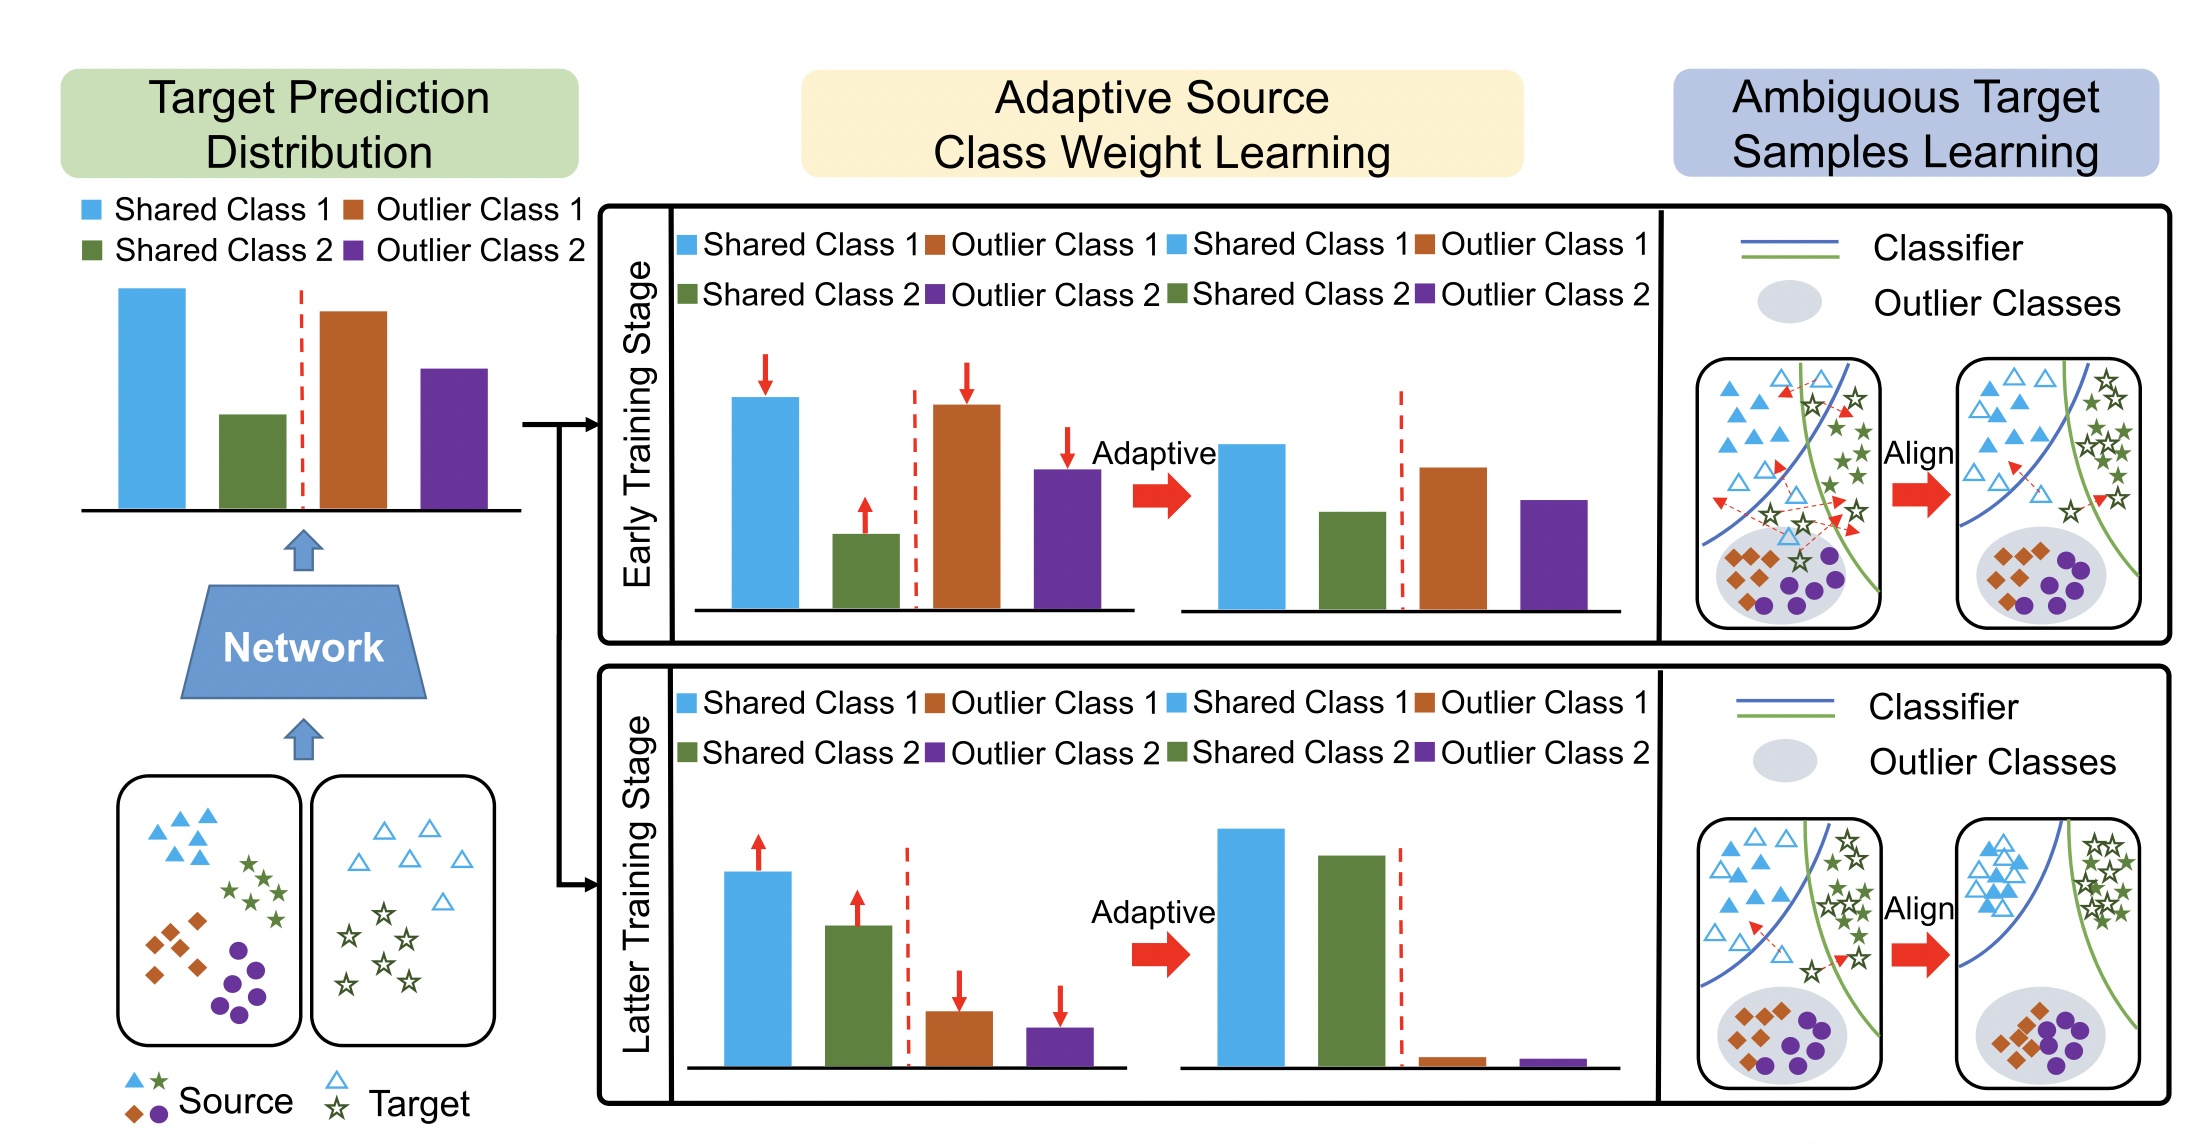 Target Prediction
Distribution
Adaptive Source
Class Weight Learning
Ambiguous Target
Samples Learning
Shared Class 1 Outlier Class 1
Shared Class 2 Outlier Class 2
Network
Source Target
Early Training Stage
Shared Class 1 Outlier Class 1 Shared Class 1 Outlier Class 1
Shared Class 2 Outlier Class 2 Shared Class 2 Outlier Class 2
Adaptive
Classifier
Outlier Classes
Align
Latter Training Stage
Shared Class 1 Outlier Class 1 Shared Class 1 Outlier Class 1
Shared Class 2 Outlier Class 2 Shared Class 2 Outlier Class 2
Adaptive
Classifier
Outlier Classes
Align